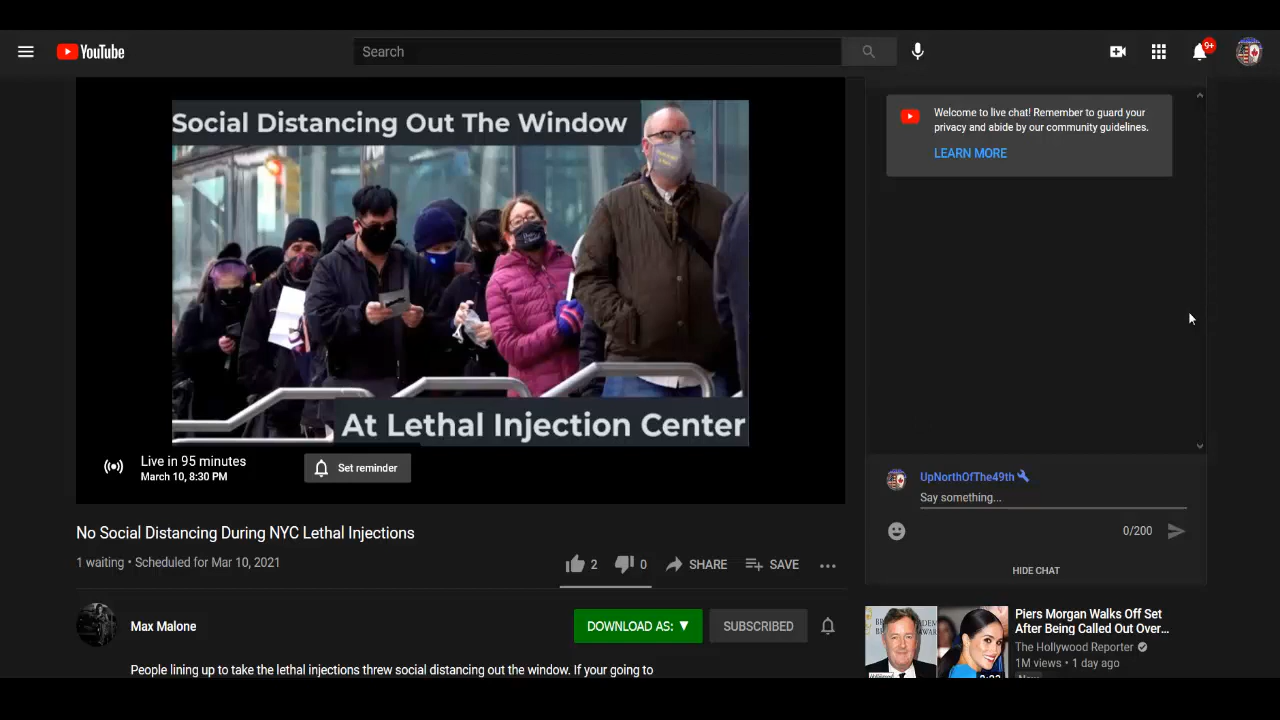 YouTube
Search
9+
Social Distancing Out The Window
At Lethal Injection Center
Live in 95 minutes
March 10, 8:30 PM
Set reminder
No Social Distancing During NYC Lethal Injections
1 waiting • Scheduled for Mar 10, 2021
2
0
SHARE
SAVE
Max Malone
DOWNLOAD AS: ▼
SUBSCRIBED
People lining up to take the lethal injections threw social distancing out the window. If your going to
Welcome to live chat! Remember to guard your
privacy and abide by our community guidelines.
LEARN MORE
UpNorthOfThe49th
Say something...
0/200
HIDE CHAT
Piers Morgan Walks Off Set
After Being Called Out Over...
The Hollywood Reporter
1M views • 1 day ago
New